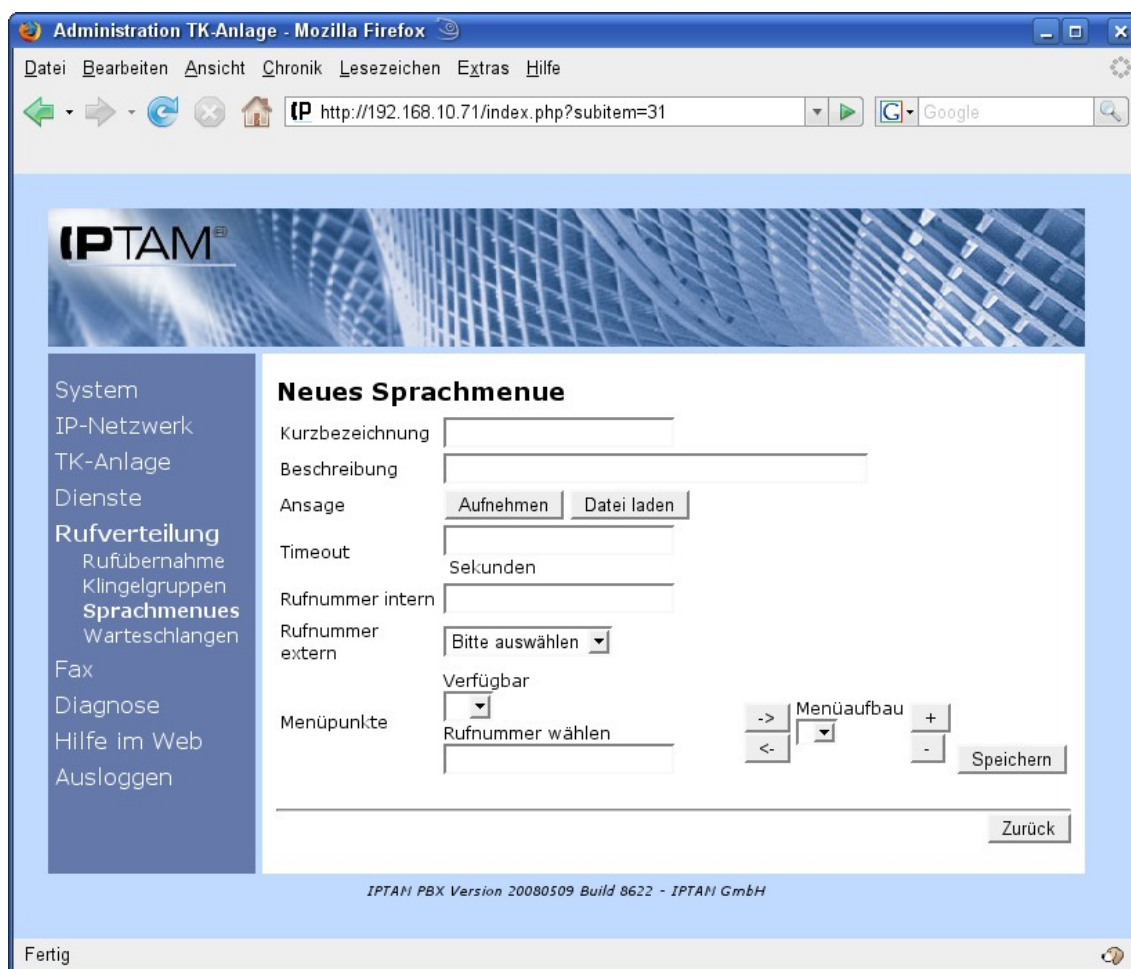 Administration TK-Anlage - Mozilla Firefox
Datei Bearbeiten Ansicht Chronik Lesezeichen Extras Hilfe
http://192.168.10.71/index.php?subitem=31
Google
IPTAM®
System
IP-Netzwerk
TK-Anlage
Dienste
Rufverteilung
Rufübernahme
Klingelgruppen
Sprachmenues
Warteschlangen
Fax
Diagnose
Hilfe im Web
Ausloggen
Neues Sprachmenue
Kurzbezeichnung
Beschreibung
Ansage Aufnehmen Datei laden
Timeout
Sekunden
Rufnummer intern
Rufnummer
extern
Bitte auswählen
Menüpunkte
Verfügbar
Rufnummer wählen
->
<-
Menüaufbau
+
-
Speichern
Zurück
IPTAM PBX Version 20080509 Build 8622 - IPTAM GmbH
Fertig